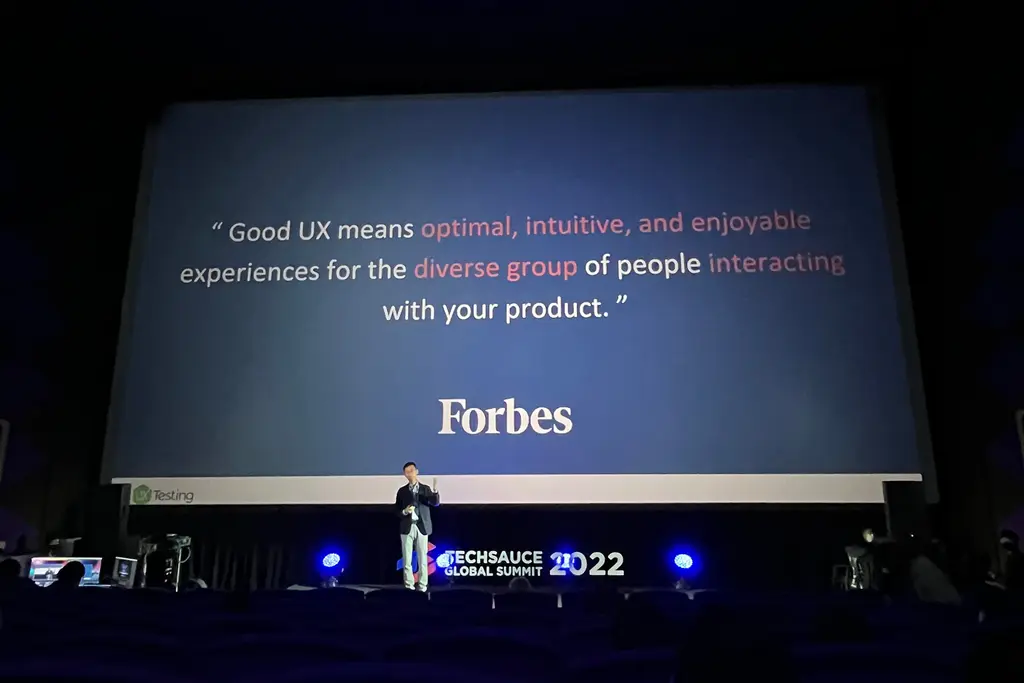 “ Good UX means optimal, intuitive, and enjoyable
experiences for the diverse group of people interacting
with your product. ”
Forbes
UX Testing
TECHSAUCE
GLOBAL SUMMIT 2022